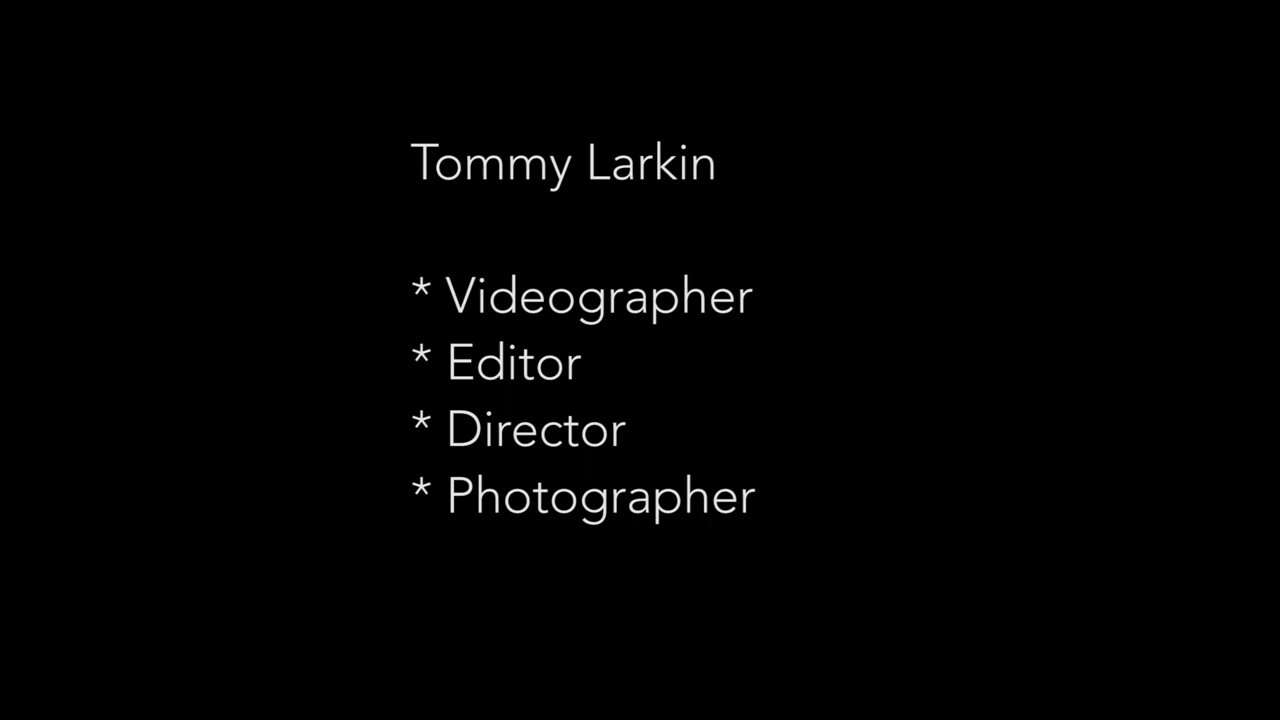 Tommy Larkin
* Videographer
* Editor
* Director
* Photographer